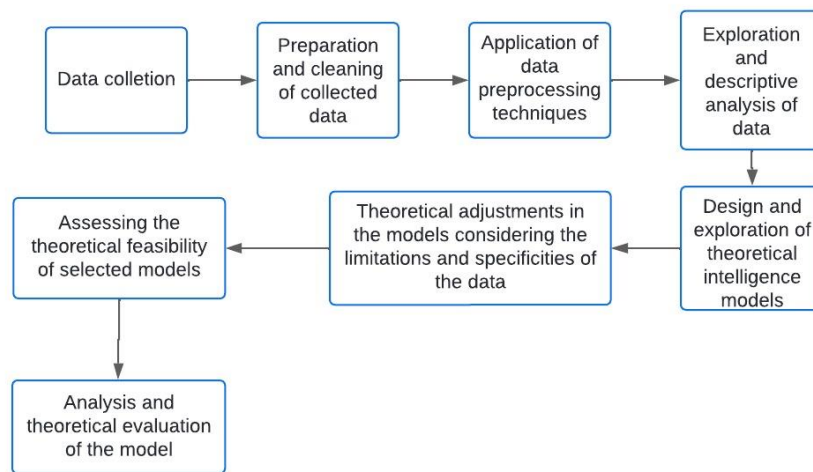 Data colletion
Preparation
and cleaning
of collected
data
Application of
data
preprocessing
techniques
Exploration
and
descriptive
analysis of
data
Design and
exploration of
theoretical
intelligence
models
Theoretical adjustments in
the models considering the
limitations and specificities of
the data
Assessing the
theoretical feasibility
of selected models
Analysis and
theoretical evaluation
of the model